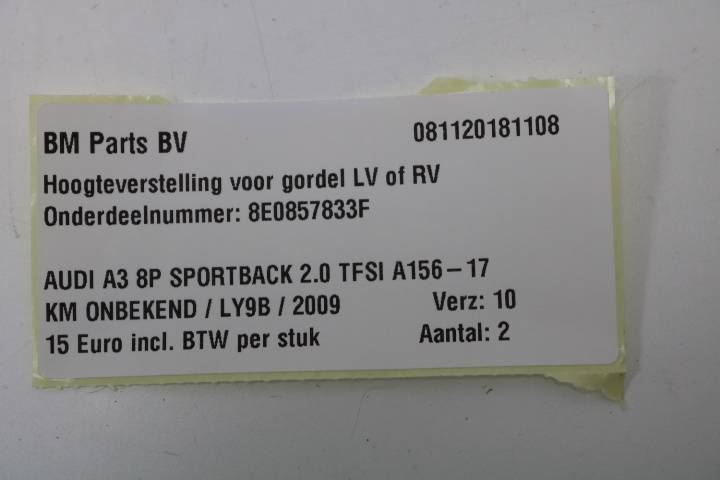 BM Parts BV 081120181108
Hoogteverstelling voor gordel LV of RV
Onderdeelnummer: 8E0857833F
AUDI A3 8P SPORTBACK 2.0 TFSI A156-17
KM ONBEKEND / LY9B / 2009 Verz: 10
15 Euro incl. BTW per stuk Aantal: 2